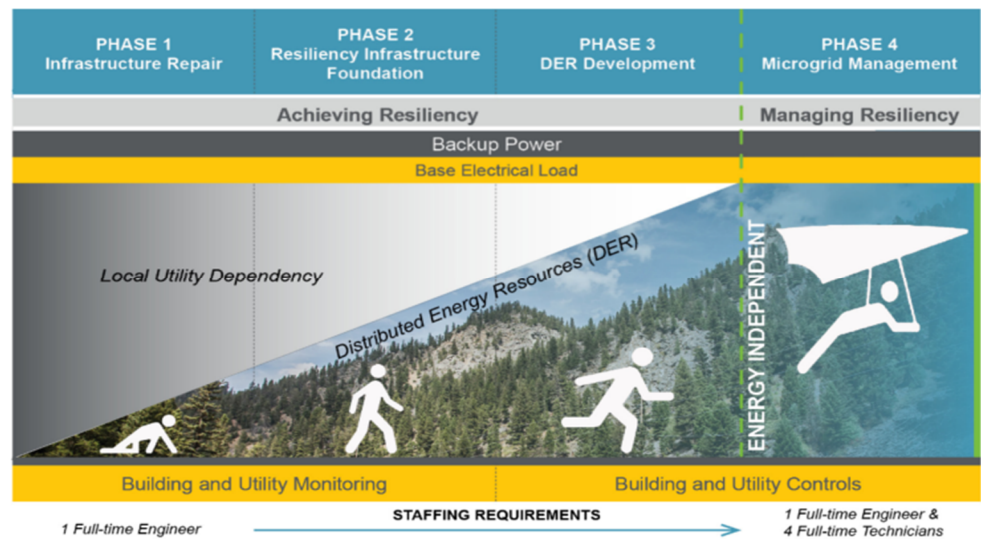 PHASE 1
Infrastructure Repair
PHASE 2
Resiliency Infrastructure
Foundation
PHASE 3
DER Development
PHASE 4
Microgrid Management
Achieving Resiliency
Managing Resiliency
Backup Power
Base Electrical Load
Local Utility Dependency
Distributed Energy Resources (DER)
ENERGY INDEPENDENT
Building and Utility Monitoring
Building and Utility Controls
1 Full-time Engineer
STAFFING REQUIREMENTS
1 Full-time Engineer &
4 Full-time Technicians